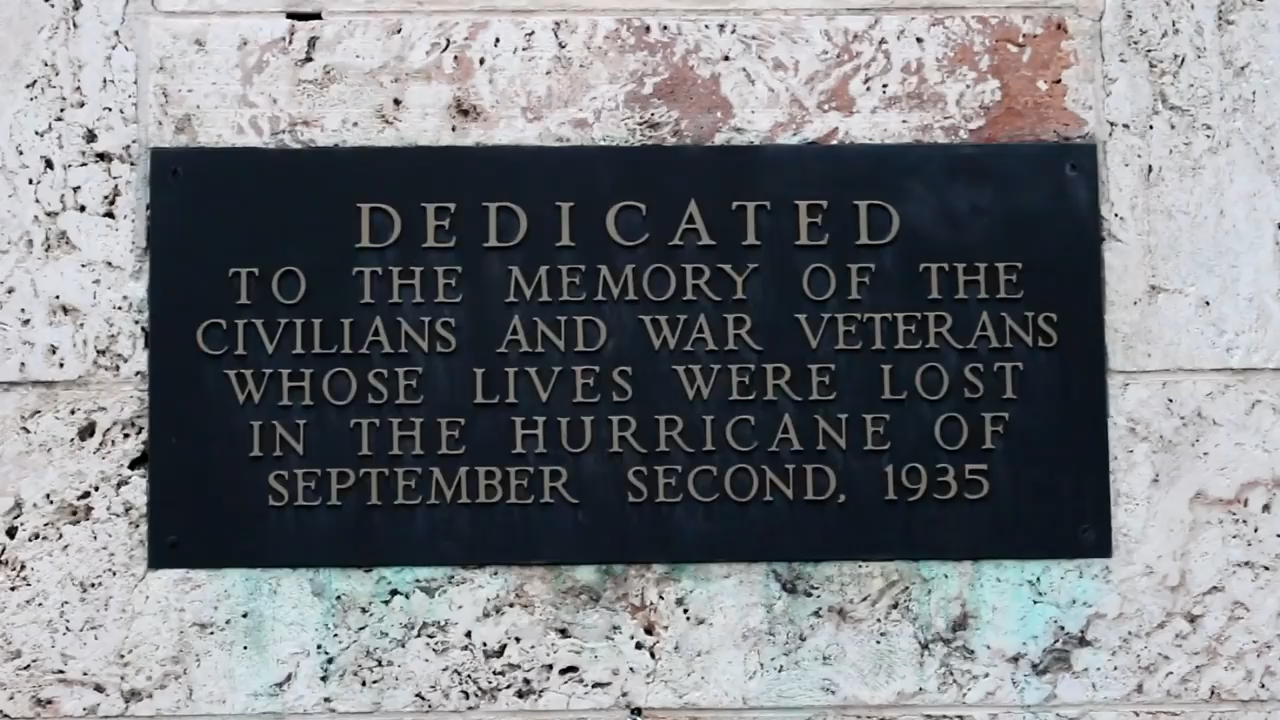 DEDICATED
TO THE MEMORY OF THE
CIVILIANS AND WAR VETERANS
WHOSE LIVES WERE LOST
IN THE HURRICANE OF
SEPTEMBER SECOND, 1935